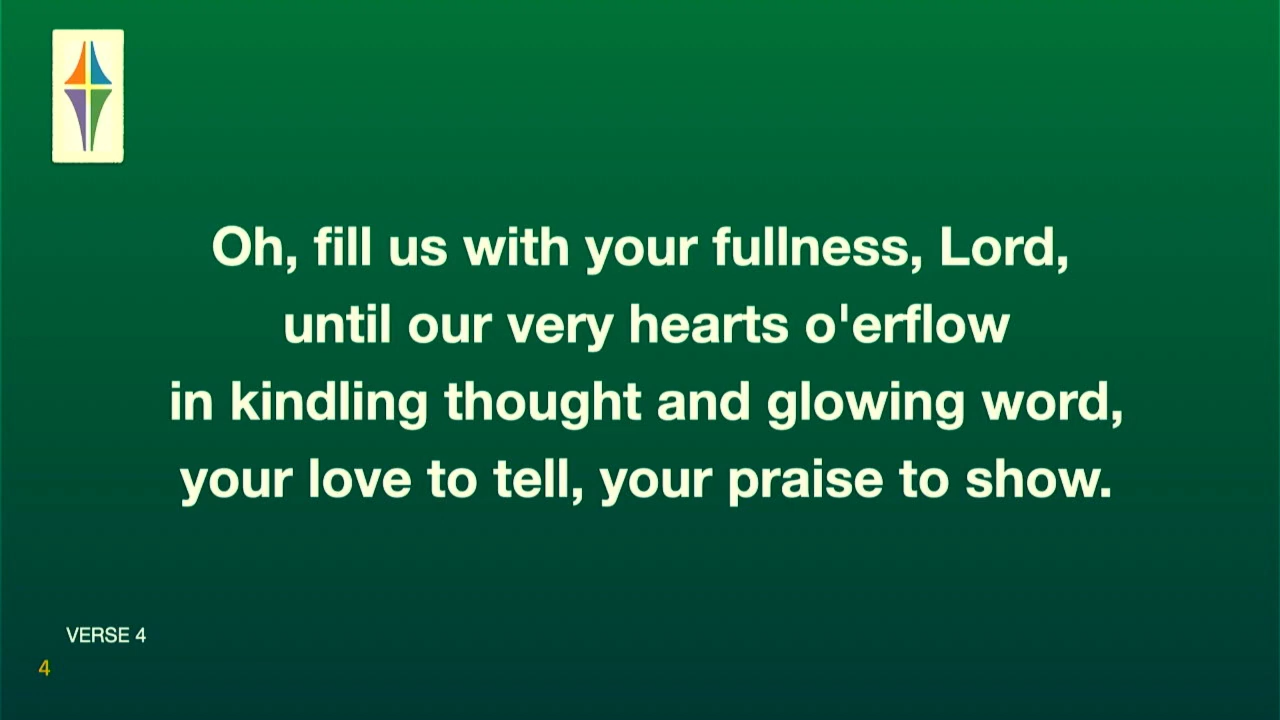 Oh, fill us with your fullness, Lord,
until our very hearts o'erflow
in kindling thought and glowing word,
your love to tell, your praise to show.
VERSE 4
4